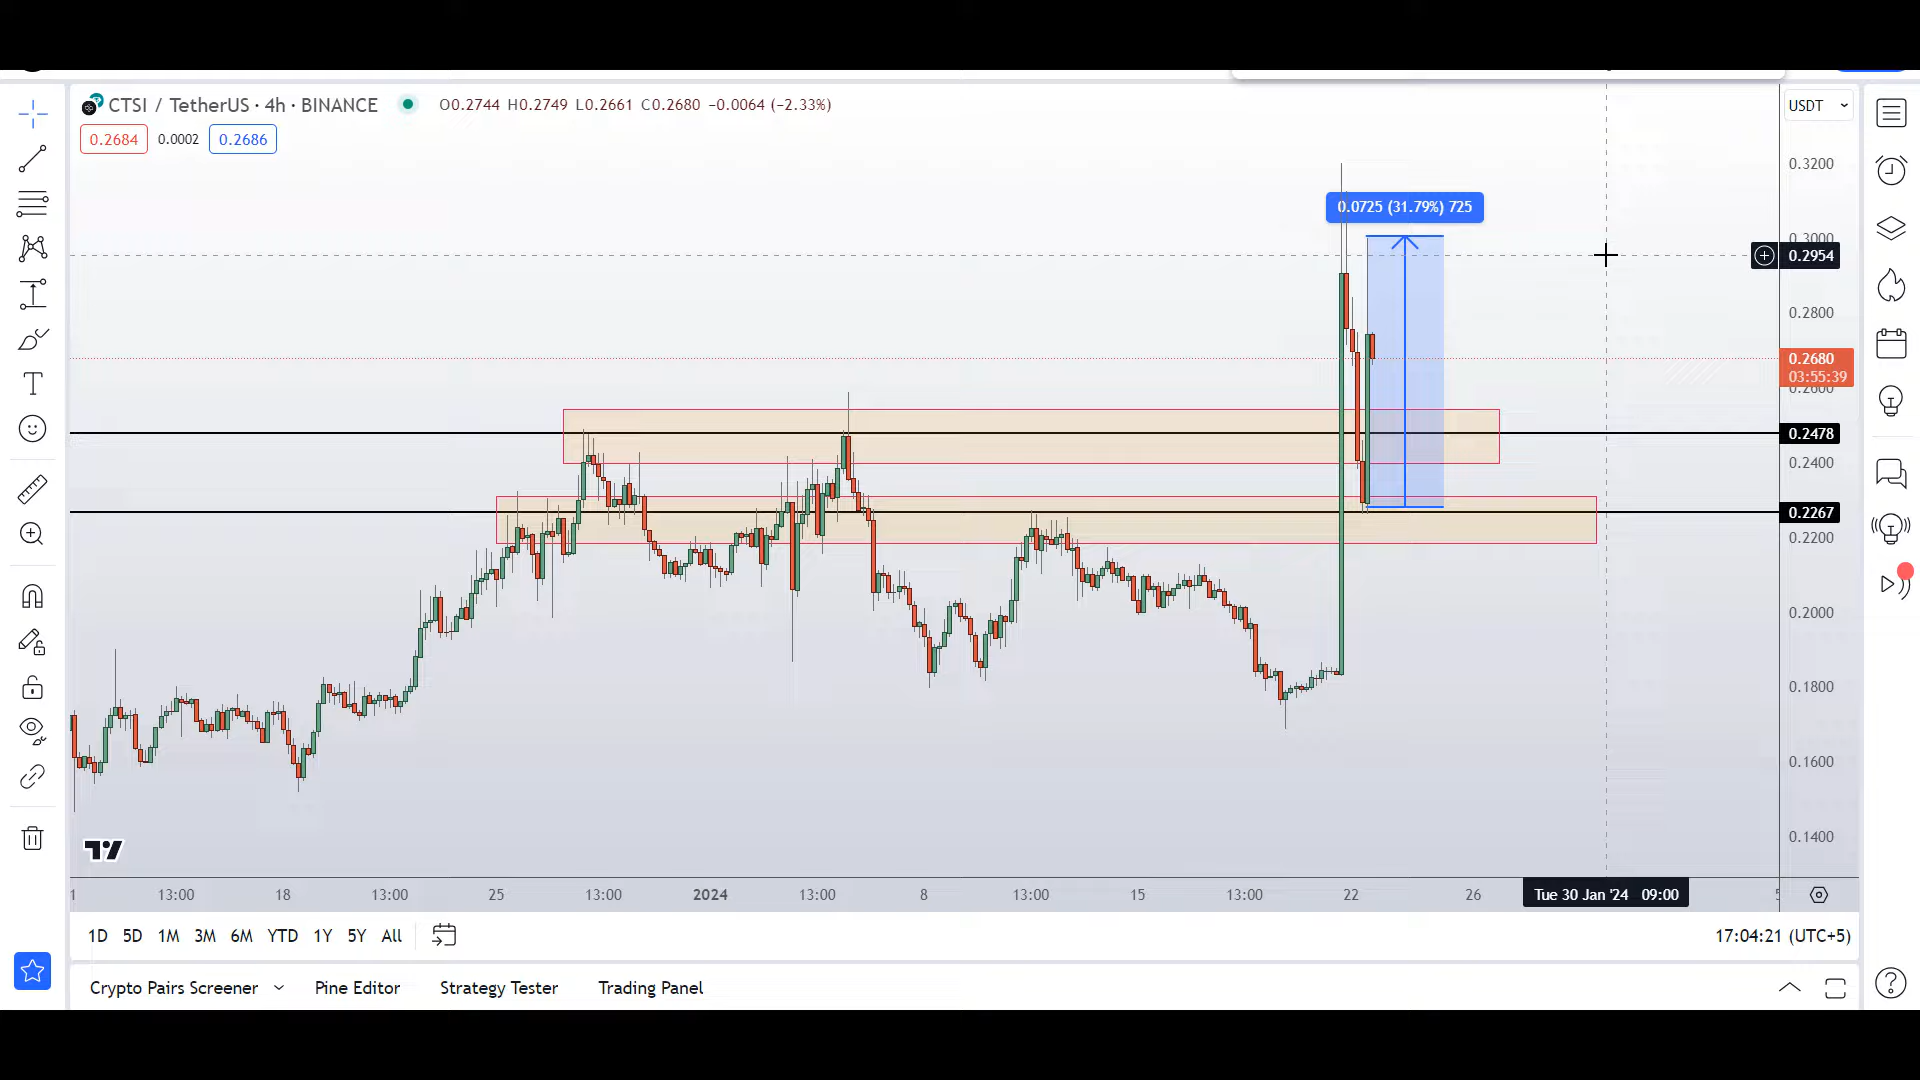 CTSI / TetherUS · 4h · BINANCE O0.2744 H0.2749 L0.2661 C0.2680 −0.0064 (−2.33%)
USDT
0.2684 0.0002 0.2686
0.3200
0.0725 (31.79%) 725
0.3000
0.2954
0.2800
0.2680
03:55:39
0.2600
0.2478
0.2400
0.2267
0.2200
0.2000
0.1800
0.1600
0.1400
1 13:00 18 13:00 25 13:00 2024 13:00 8 13:00 15 13:00 22 26 Tue 30 Jan '24 09:00 5
1D 5D 1M 3M 6M YTD 1Y 5Y All 17:04:21 (UTC+5)
Crypto Pairs Screener Pine Editor Strategy Tester Trading Panel